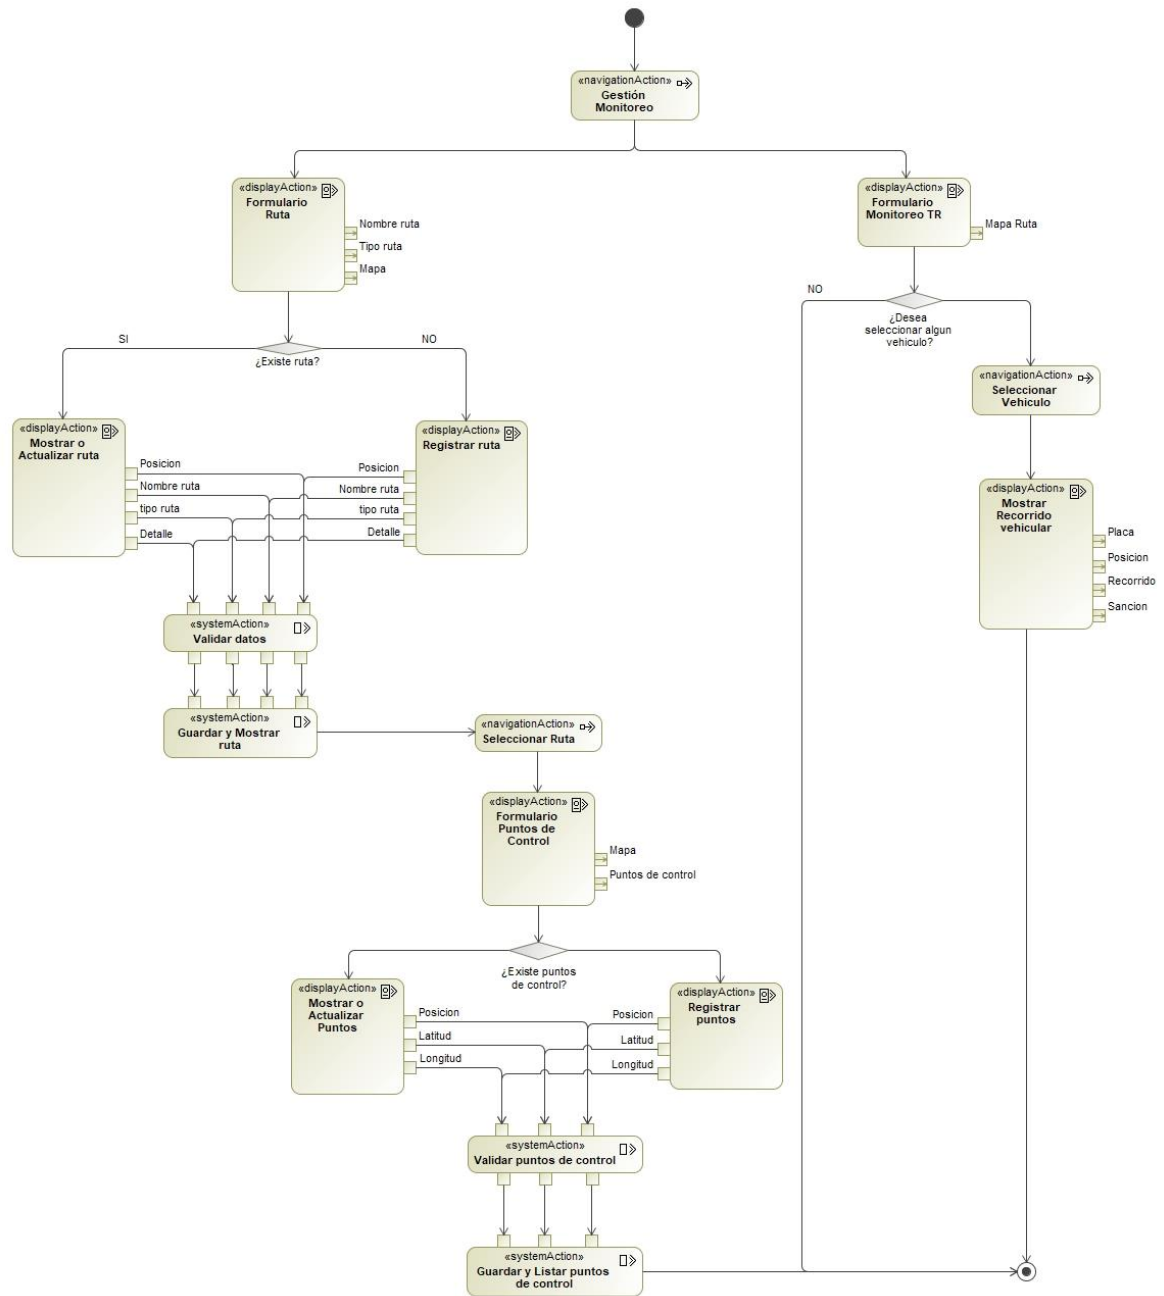 «navigationAction»
Gestión
Monitoreo
«displayAction»
Formulario
Ruta
Nombre ruta
Tipo ruta
Mapa
«displayAction»
Formulario
Monitoreo TR
Mapa Ruta
NO
¿Desea
seleccionar algun
vehiculo?
SI
NO
¿Existe ruta?
«navigationAction»
Seleccionar
Vehiculo
«displayAction»
Mostrar o
Actualizar ruta
Posicion
Nombre ruta
tipo ruta
Detalle
«displayAction»
Registrar ruta
Posicion
Nombre ruta
tipo ruta
Detalle
«displayAction»
Mostrar
Recorrido
vehicular
Placa
Posicion
Recorrido
Sancion
«systemAction»
Validar datos
«systemAction»
Guardar y Mostrar
ruta
«navigationAction»
Seleccionar Ruta
«displayAction»
Formulario
Puntos de
Control
Mapa
Puntos de control
¿Existe puntos
de control?
«displayAction»
Mostrar o
Actualizar
Puntos
Posicion
Latitud
Longitud
«displayAction»
Registrar
puntos
Posicion
Latitud
Longitud
«systemAction»
Validar puntos de control
«systemAction»
Guardar y Listar puntos
de control